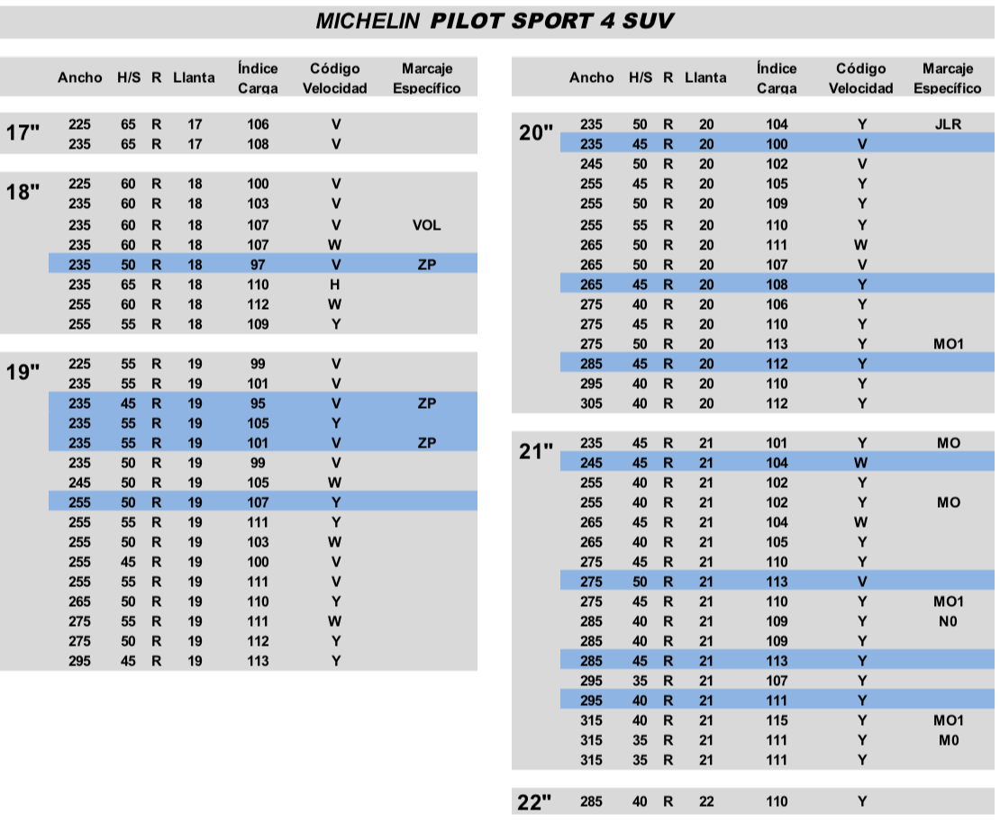 MICHELIN PILOT SPORT 4 SUV
Ancho H/S R Llanta Índice Carga Código Velocidad Marcaje Específico
17"
225 65 R 17 106 V
235 65 R 17 108 V
18"
225 60 R 18 100 V
235 60 R 18 103 V
235 60 R 18 107 V VOL
235 60 R 18 107 W
235 50 R 18 97 V ZP
235 65 R 18 110 H
255 60 R 18 112 W
255 55 R 18 109 Y
19"
225 55 R 19 99 V
235 55 R 19 101 V
235 45 R 19 95 V ZP
235 55 R 19 105 Y
235 55 R 19 101 V ZP
235 50 R 19 99 V
245 50 R 19 105 W
255 50 R 19 107 Y
255 55 R 19 111 Y
255 50 R 19 103 W
255 45 R 19 100 V
255 55 R 19 111 V
265 50 R 19 110 Y
275 55 R 19 111 W
275 50 R 19 112 Y
295 45 R 19 113 Y
Ancho H/S R Llanta Índice Carga Código Velocidad Marcaje Específico
20"
235 50 R 20 104 Y JLR
235 45 R 20 100 V
245 50 R 20 102 V
255 45 R 20 105 Y
255 50 R 20 109 Y
255 55 R 20 110 Y
265 50 R 20 111 W
265 50 R 20 107 V
265 45 R 20 108 Y
275 40 R 20 106 Y
275 45 R 20 110 Y
275 50 R 20 113 Y MO1
285 45 R 20 112 Y
295 40 R 20 110 Y
305 40 R 20 112 Y
21"
235 45 R 21 101 Y MO
245 45 R 21 104 W
255 40 R 21 102 Y
255 40 R 21 102 Y MO
265 45 R 21 104 W
265 40 R 21 105 Y
275 45 R 21 110 Y
275 50 R 21 113 V
275 45 R 21 110 Y MO1
285 40 R 21 109 Y N0
285 40 R 21 109 Y
285 45 R 21 113 Y
295 35 R 21 107 Y
295 40 R 21 111 Y
315 40 R 21 115 Y MO1
315 35 R 21 111 Y M0
315 35 R 21 111 Y
22"
285 40 R 22 110 Y